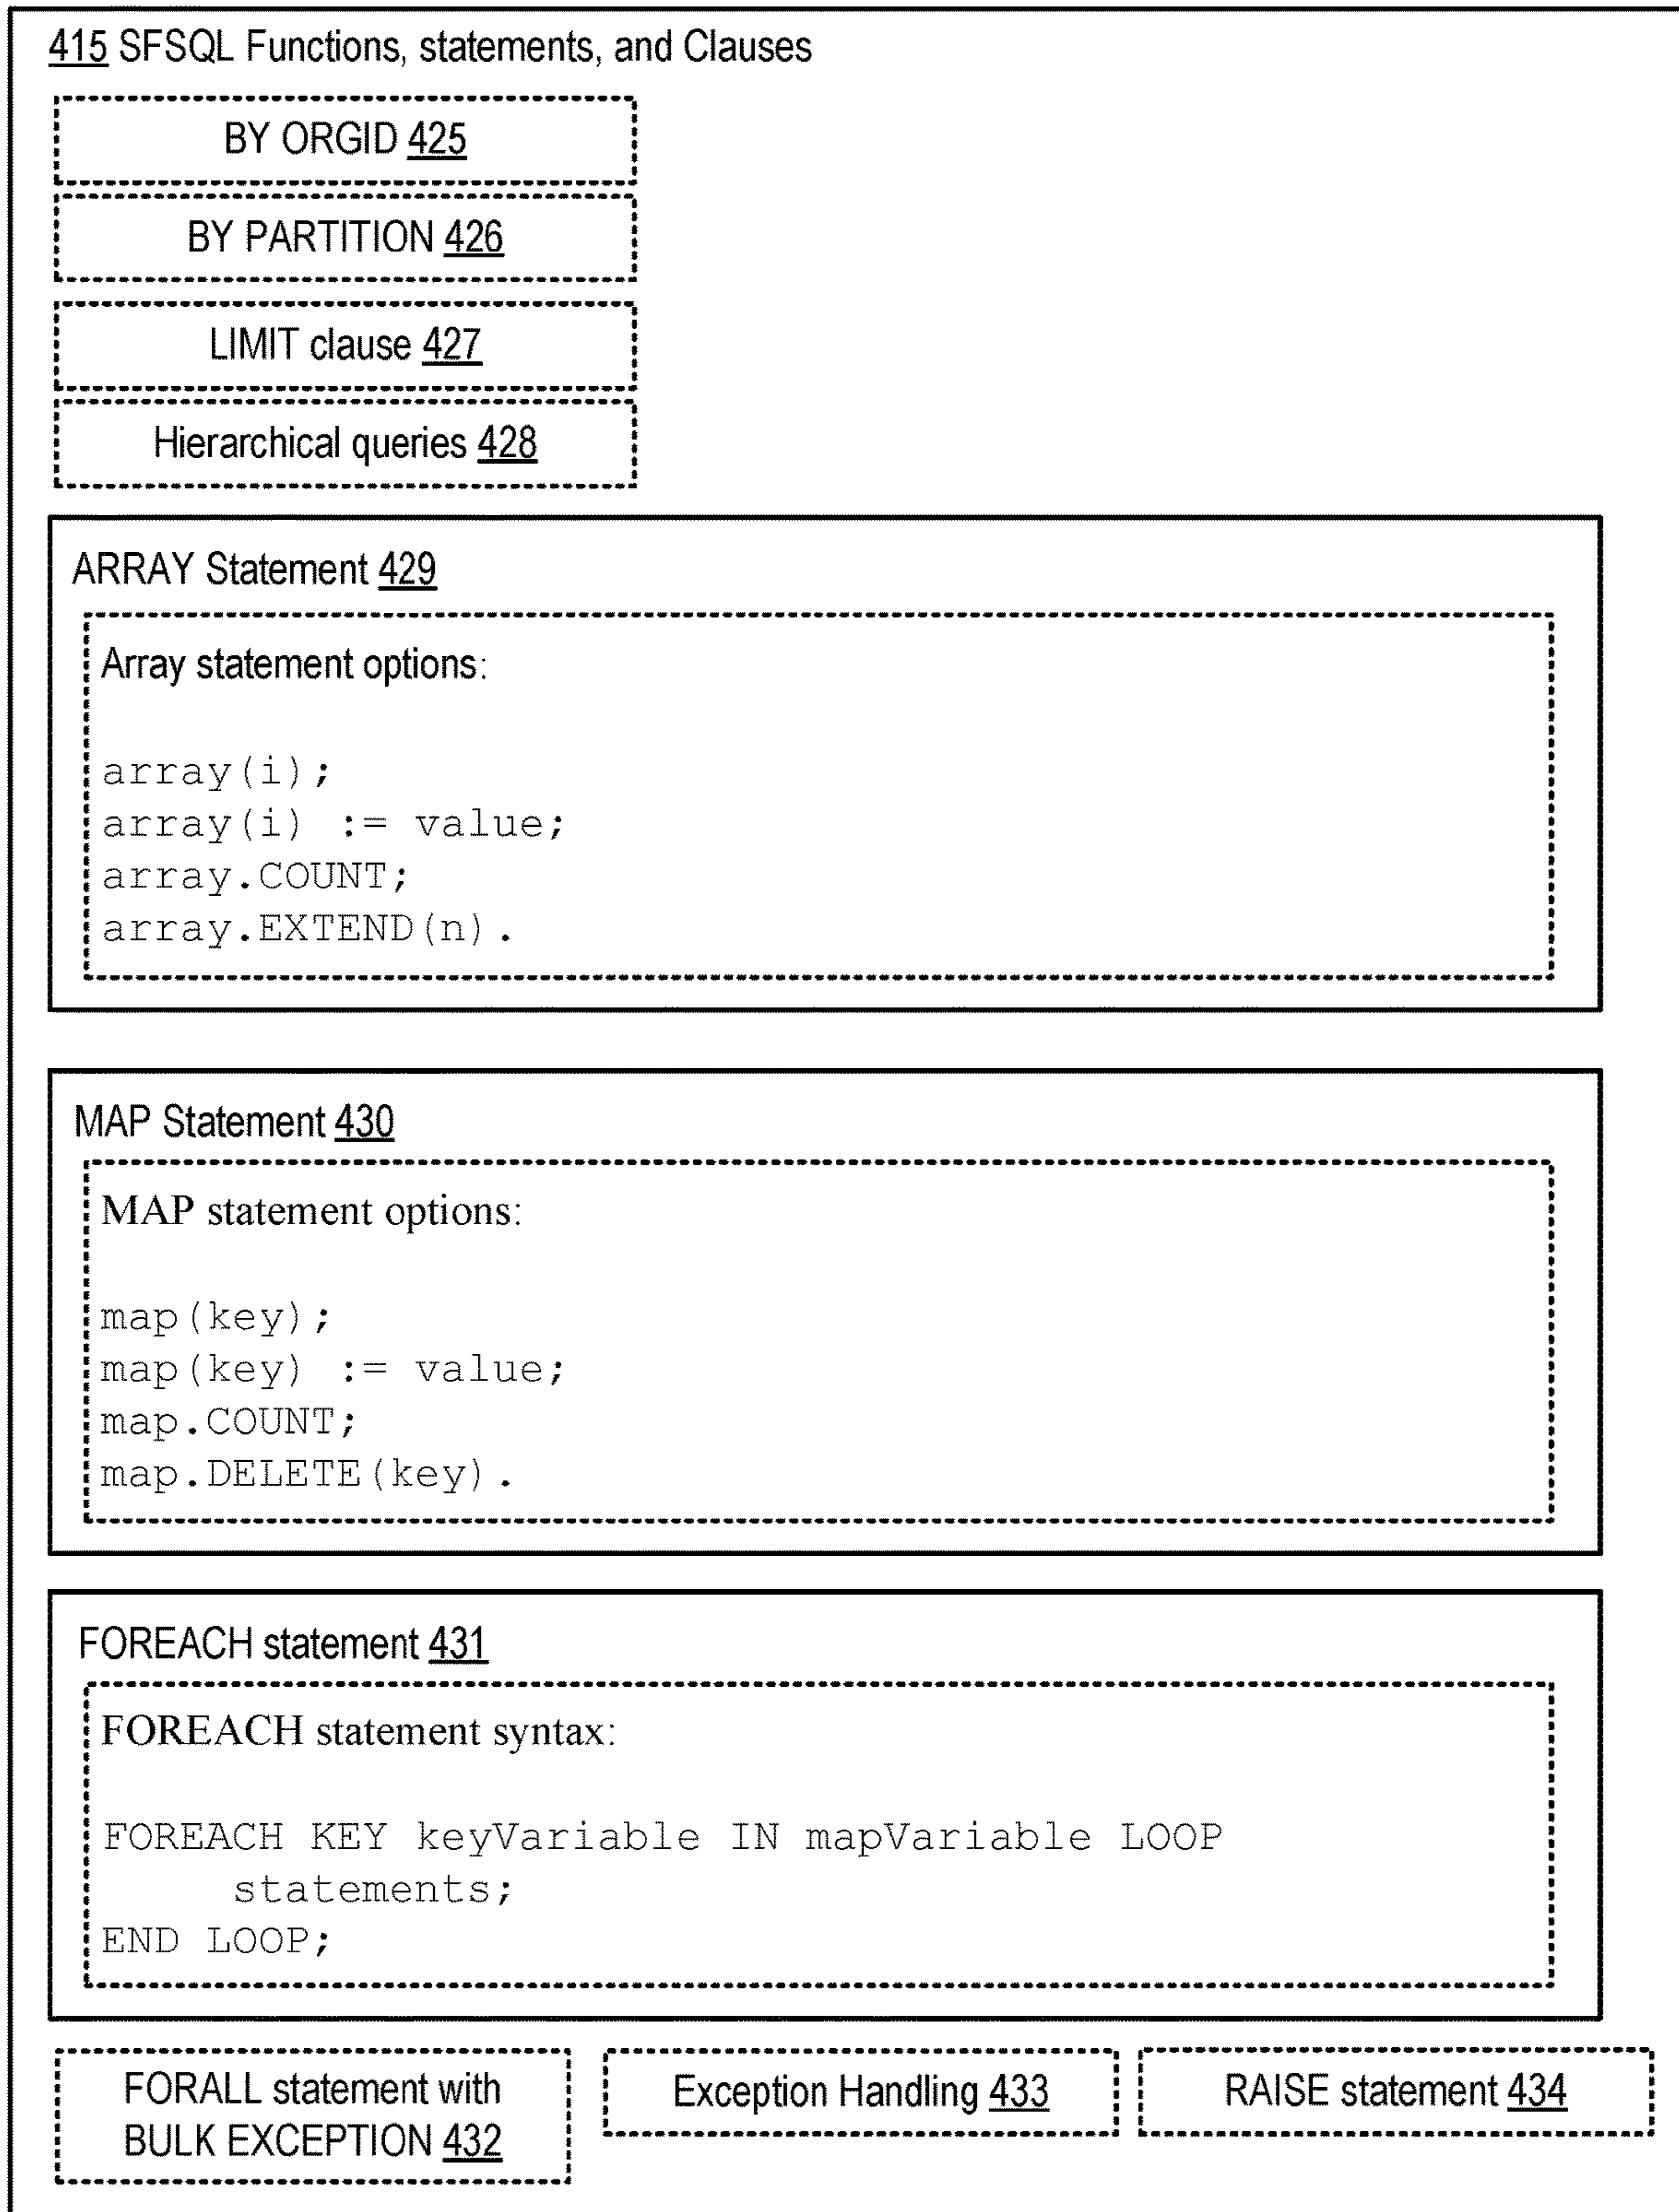 415 SFSQL Functions, statements, and Clauses
BY ORGID 425
BY PARTITION 426
LIMIT clause 427
Hierarchical queries 428
ARRAY Statement 429
Array statement options:
array(i);
array(i) := value;
array.COUNT;
array.EXTEND(n).
MAP Statement 430
MAP statement options:
map(key);
map(key) := value;
map.COUNT;
map.DELETE(key).
FOREACH statement 431
FOREACH statement syntax:
FOREACH KEY keyVariable IN mapVariable LOOP
statements;
END LOOP;
FORALL statement with
BULK EXCEPTION 432
Exception Handling 433
RAISE statement 434